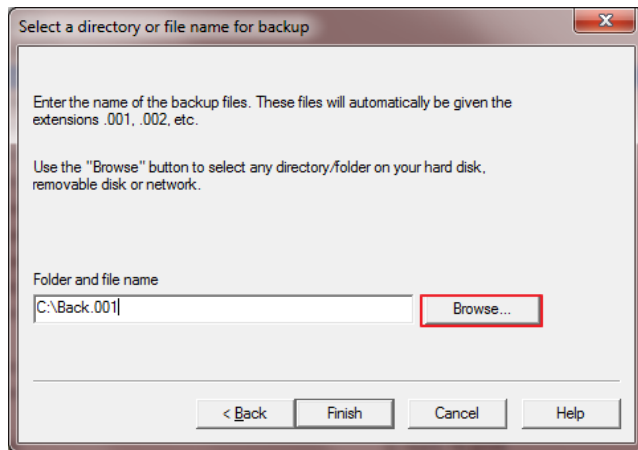 Select a directory or file name for backup
Enter the name of the backup files. These files will automatically be given the
extensions .001, .002, etc.
Use the "Browse" button to select any directory/folder on your hard disk,
removable disk or network.
Folder and file name
C:\Back.001
Browse...
< Back
Finish
Cancel
Help